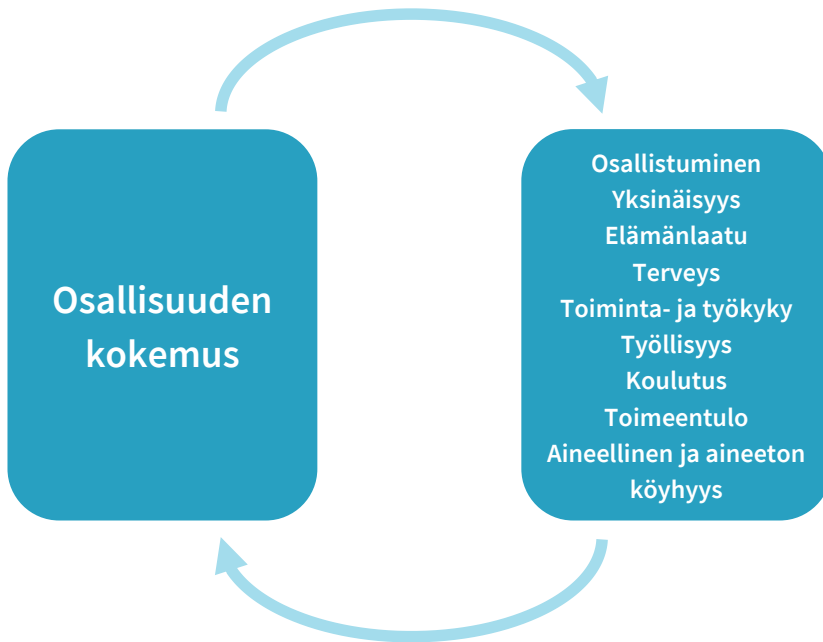 Osallisuuden
kokemus
Osallistuminen
Yksinäisyys
Elämänlaatu
Terveys
Toiminta- ja työkyky
Työllisyys
Koulutus
Toimeentulo
Aineellinen ja aineeton
köyhyys